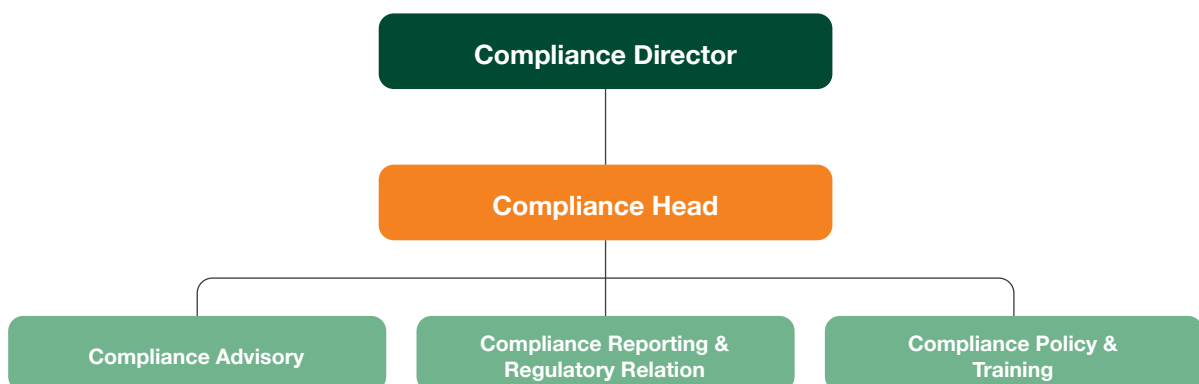 Compliance Director
Compliance Head
Compliance Advisory
Compliance Reporting &
Regulatory Relation
Compliance Policy &
Training